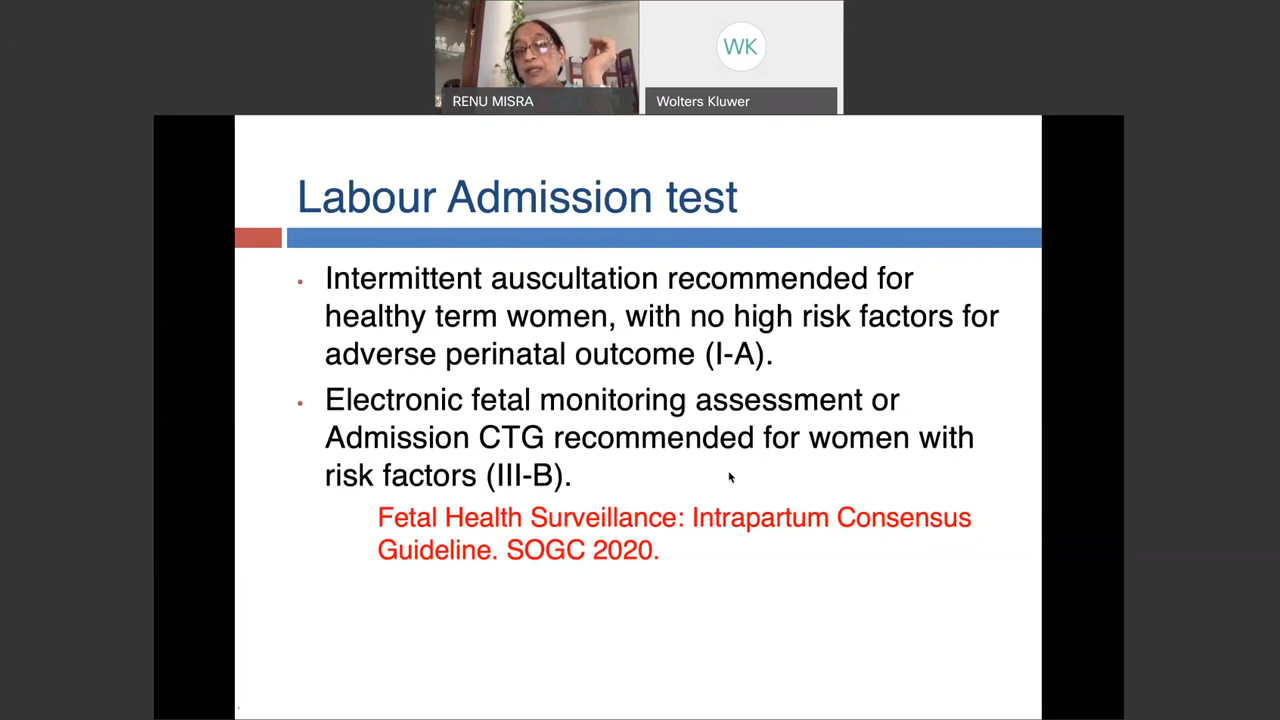 WK
RENU MISRA
Wolters Kluwer
Labour Admission test
• Intermittent auscultation recommended for
healthy term women, with no high risk factors for
adverse perinatal outcome (I-A).
• Electronic fetal monitoring assessment or
Admission CTG recommended for women with
risk factors (III-B).
Fetal Health Surveillance: Intrapartum Consensus
Guideline. SOGC 2020.